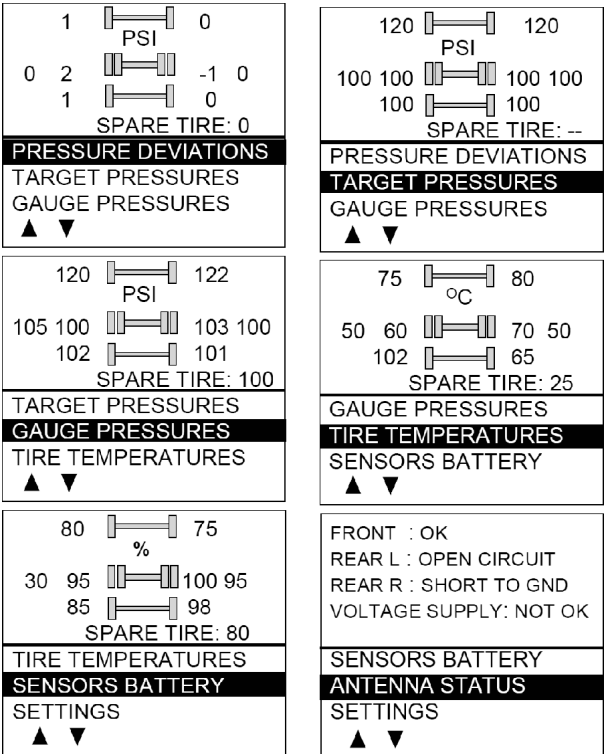 1 0
PSI
0 2 -1 0
1 0
SPARE TIRE: 0
PRESSURE DEVIATIONS
TARGET PRESSURES
GAUGE PRESSURES
120 120
PSI
100 100 100 100
100 100
SPARE TIRE: --
PRESSURE DEVIATIONS
TARGET PRESSURES
GAUGE PRESSURES
120 122
PSI
105 100 103 100
102 101
SPARE TIRE: 100
TARGET PRESSURES
GAUGE PRESSURES
TIRE TEMPERATURES
75 80
°C
50 60 70 50
102 65
SPARE TIRE: 25
GAUGE PRESSURES
TIRE TEMPERATURES
SENSORS BATTERY
80 75
%
30 95 100 95
85 98
SPARE TIRE: 80
TIRE TEMPERATURES
SENSORS BATTERY
SETTINGS
FRONT : OK
REAR L : OPEN CIRCUIT
REAR R : SHORT TO GND
VOLTAGE SUPPLY: NOT OK
SENSORS BATTERY
ANTENNA STATUS
SETTINGS